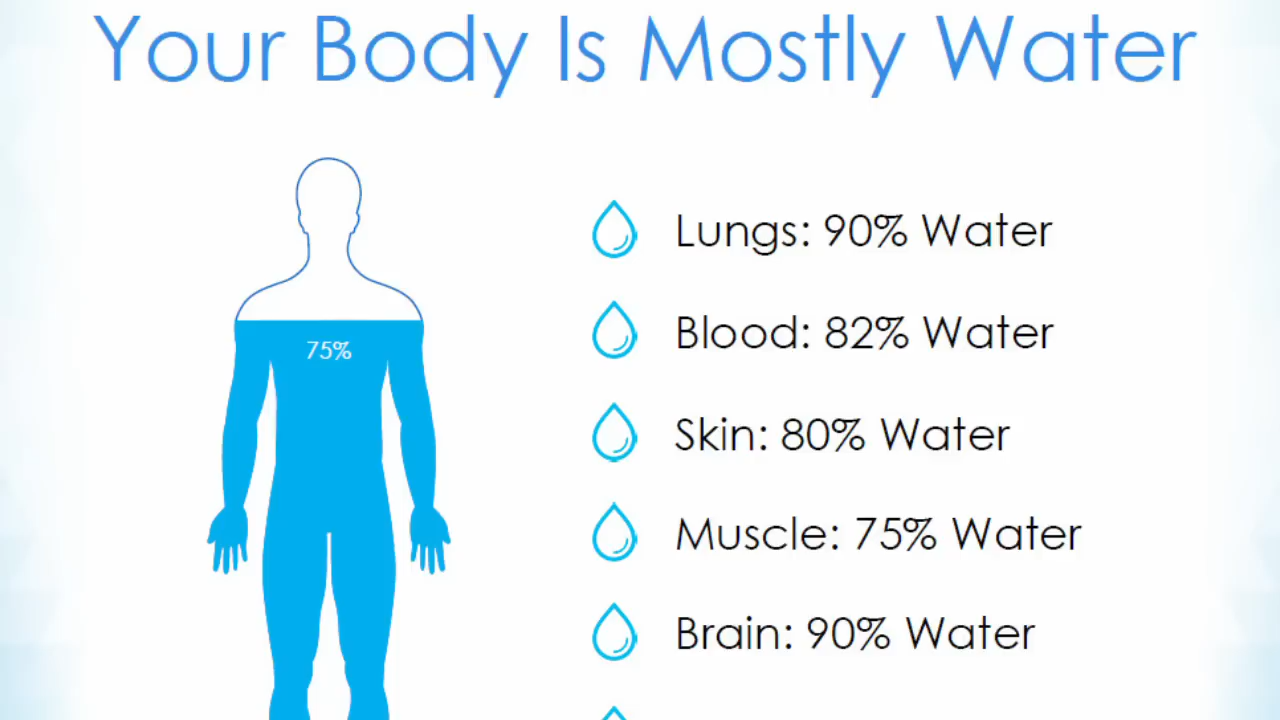 Your Body Is Mostly Water
75%
Lungs: 90% Water
Blood: 82% Water
Skin: 80% Water
Muscle: 75% Water
Brain: 90% Water